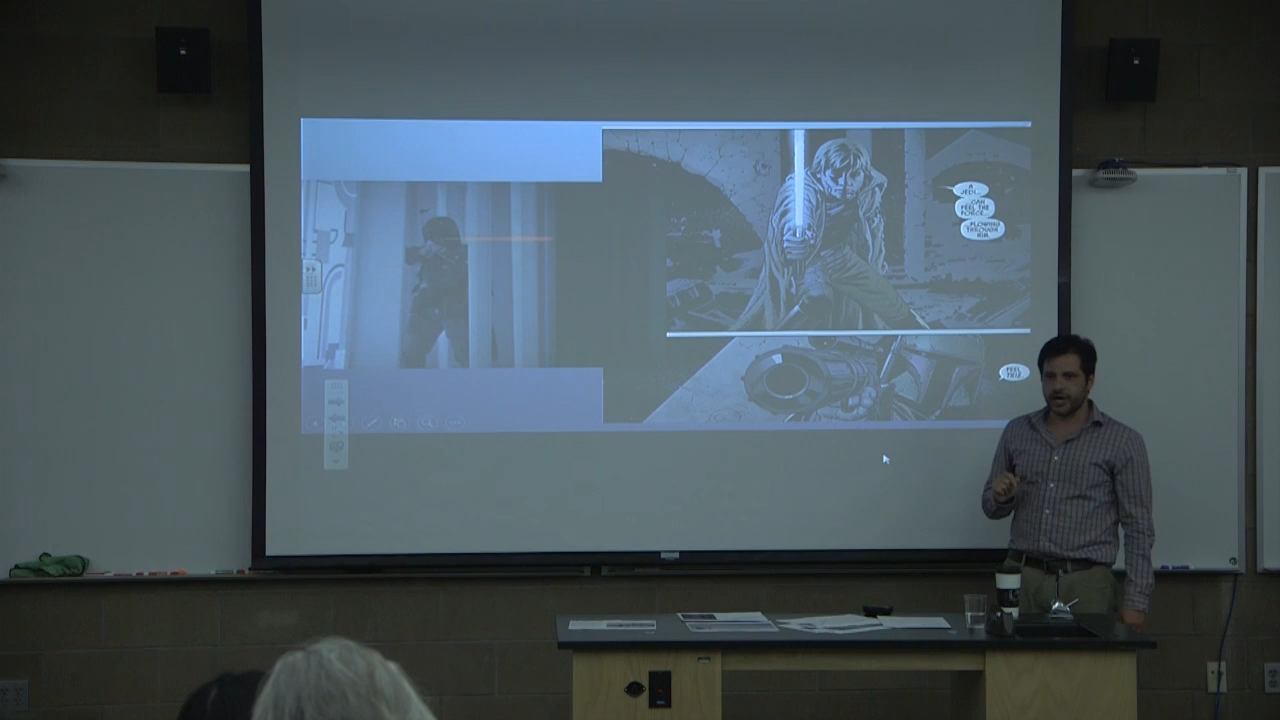 A
JEDI...
...CAN
FEEL THE
FORCE...
...FLOWING
THROUGH
HIM.
FEEL
THIS.